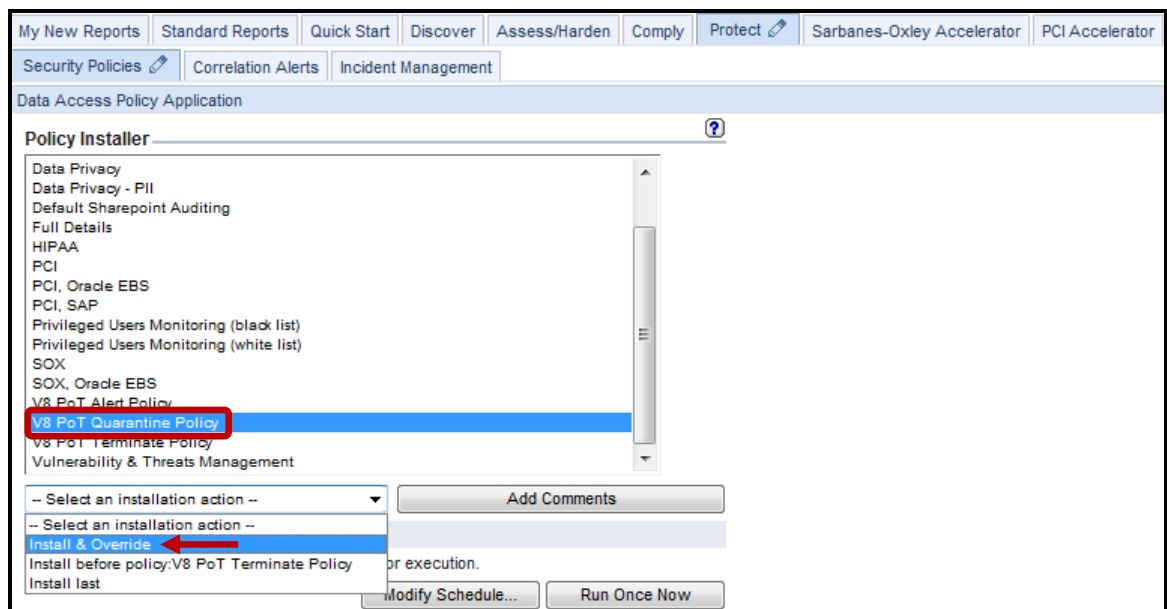 My New Reports Standard Reports Quick Start Discover Assess/Harden Comply Protect Sarbanes-Oxley Accelerator PCI Accelerator
Security Policies Correlation Alerts Incident Management
Data Access Policy Application
Policy Installer ?
Data Privacy
Data Privacy - PII
Default Sharepoint Auditing
Full Details
HIPAA
PCI
PCI, Oracle EBS
PCI, SAP
Privileged Users Monitoring (black list)
Privileged Users Monitoring (white list)
SOX
SOX, Oracle EBS
V8 PoT Alert Policy
V8 PoT Quarantine Policy
V8 PoT Terminate Policy
Vulnerability & Threats Management
-- Select an installation action -- Add Comments
-- Select an installation action --
Install & Override
Install before policy:V8 PoT Terminate Policy or execution.
Install last
Modify Schedule... Run Once Now